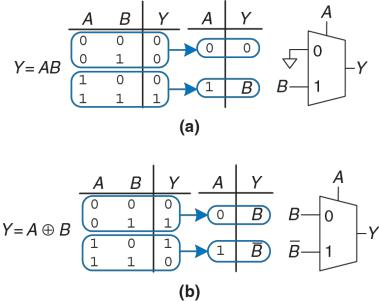 A B Y A Y
0 0 0
0 1 0
0 0
1 0 0
1 1 1
1 B
Y = AB
A
0
B 1
Y
(a)
A B Y A Y
0 0 0
0 1 1
0 B
1 0 1
1 1 0
1 B̅
Y = A ⊕ B
A
B 0
B̅ 1
Y
(b)